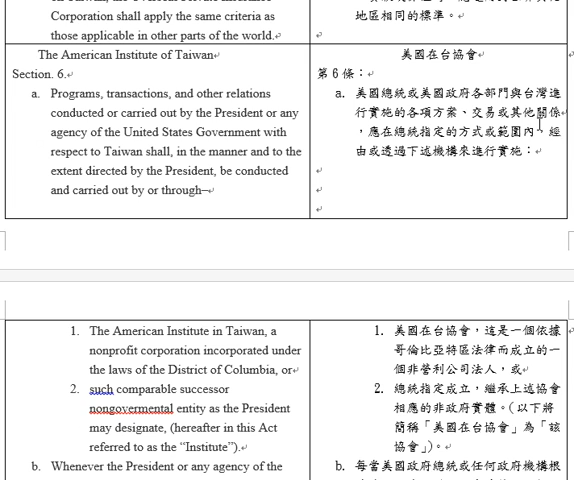 Corporation shall apply the same criteria as
those applicable in other parts of the world.
地區相同的標準。
The American Institute of Taiwan
Section. 6.
a. Programs, transactions, and other relations
conducted or carried out by the President or any
agency of the United States Government with
respect to Taiwan shall, in the manner and to the
extent directed by the President, be conducted
and carried out by or through–
美國在台協會
第 6 條：
a. 美國總統或美國政府各部門與台灣進
行實施的各項方案、交易或其他關係
，應在總統指定的方式或範圍內，經
由或透過下述機構來進行實施：
1. The American Institute in Taiwan, a
nonprofit corporation incorporated under
the laws of the District of Columbia, or
2. such comparable successor
nongovermental entity as the President
may designate, (hereafter in this Act
referred to as the “Institute”).
b. Whenever the President or any agency of the
1. 美國在台協會，這是一個依據
哥倫比亞特區法律而成立的一
個非營利公司法人，或
2. 總統指定成立，繼承上述協會
相應的非政府實體。（以下將
簡稱「美國在台協會」為「該
協會」）。
b. 每當美國政府總統或任何政府機構根